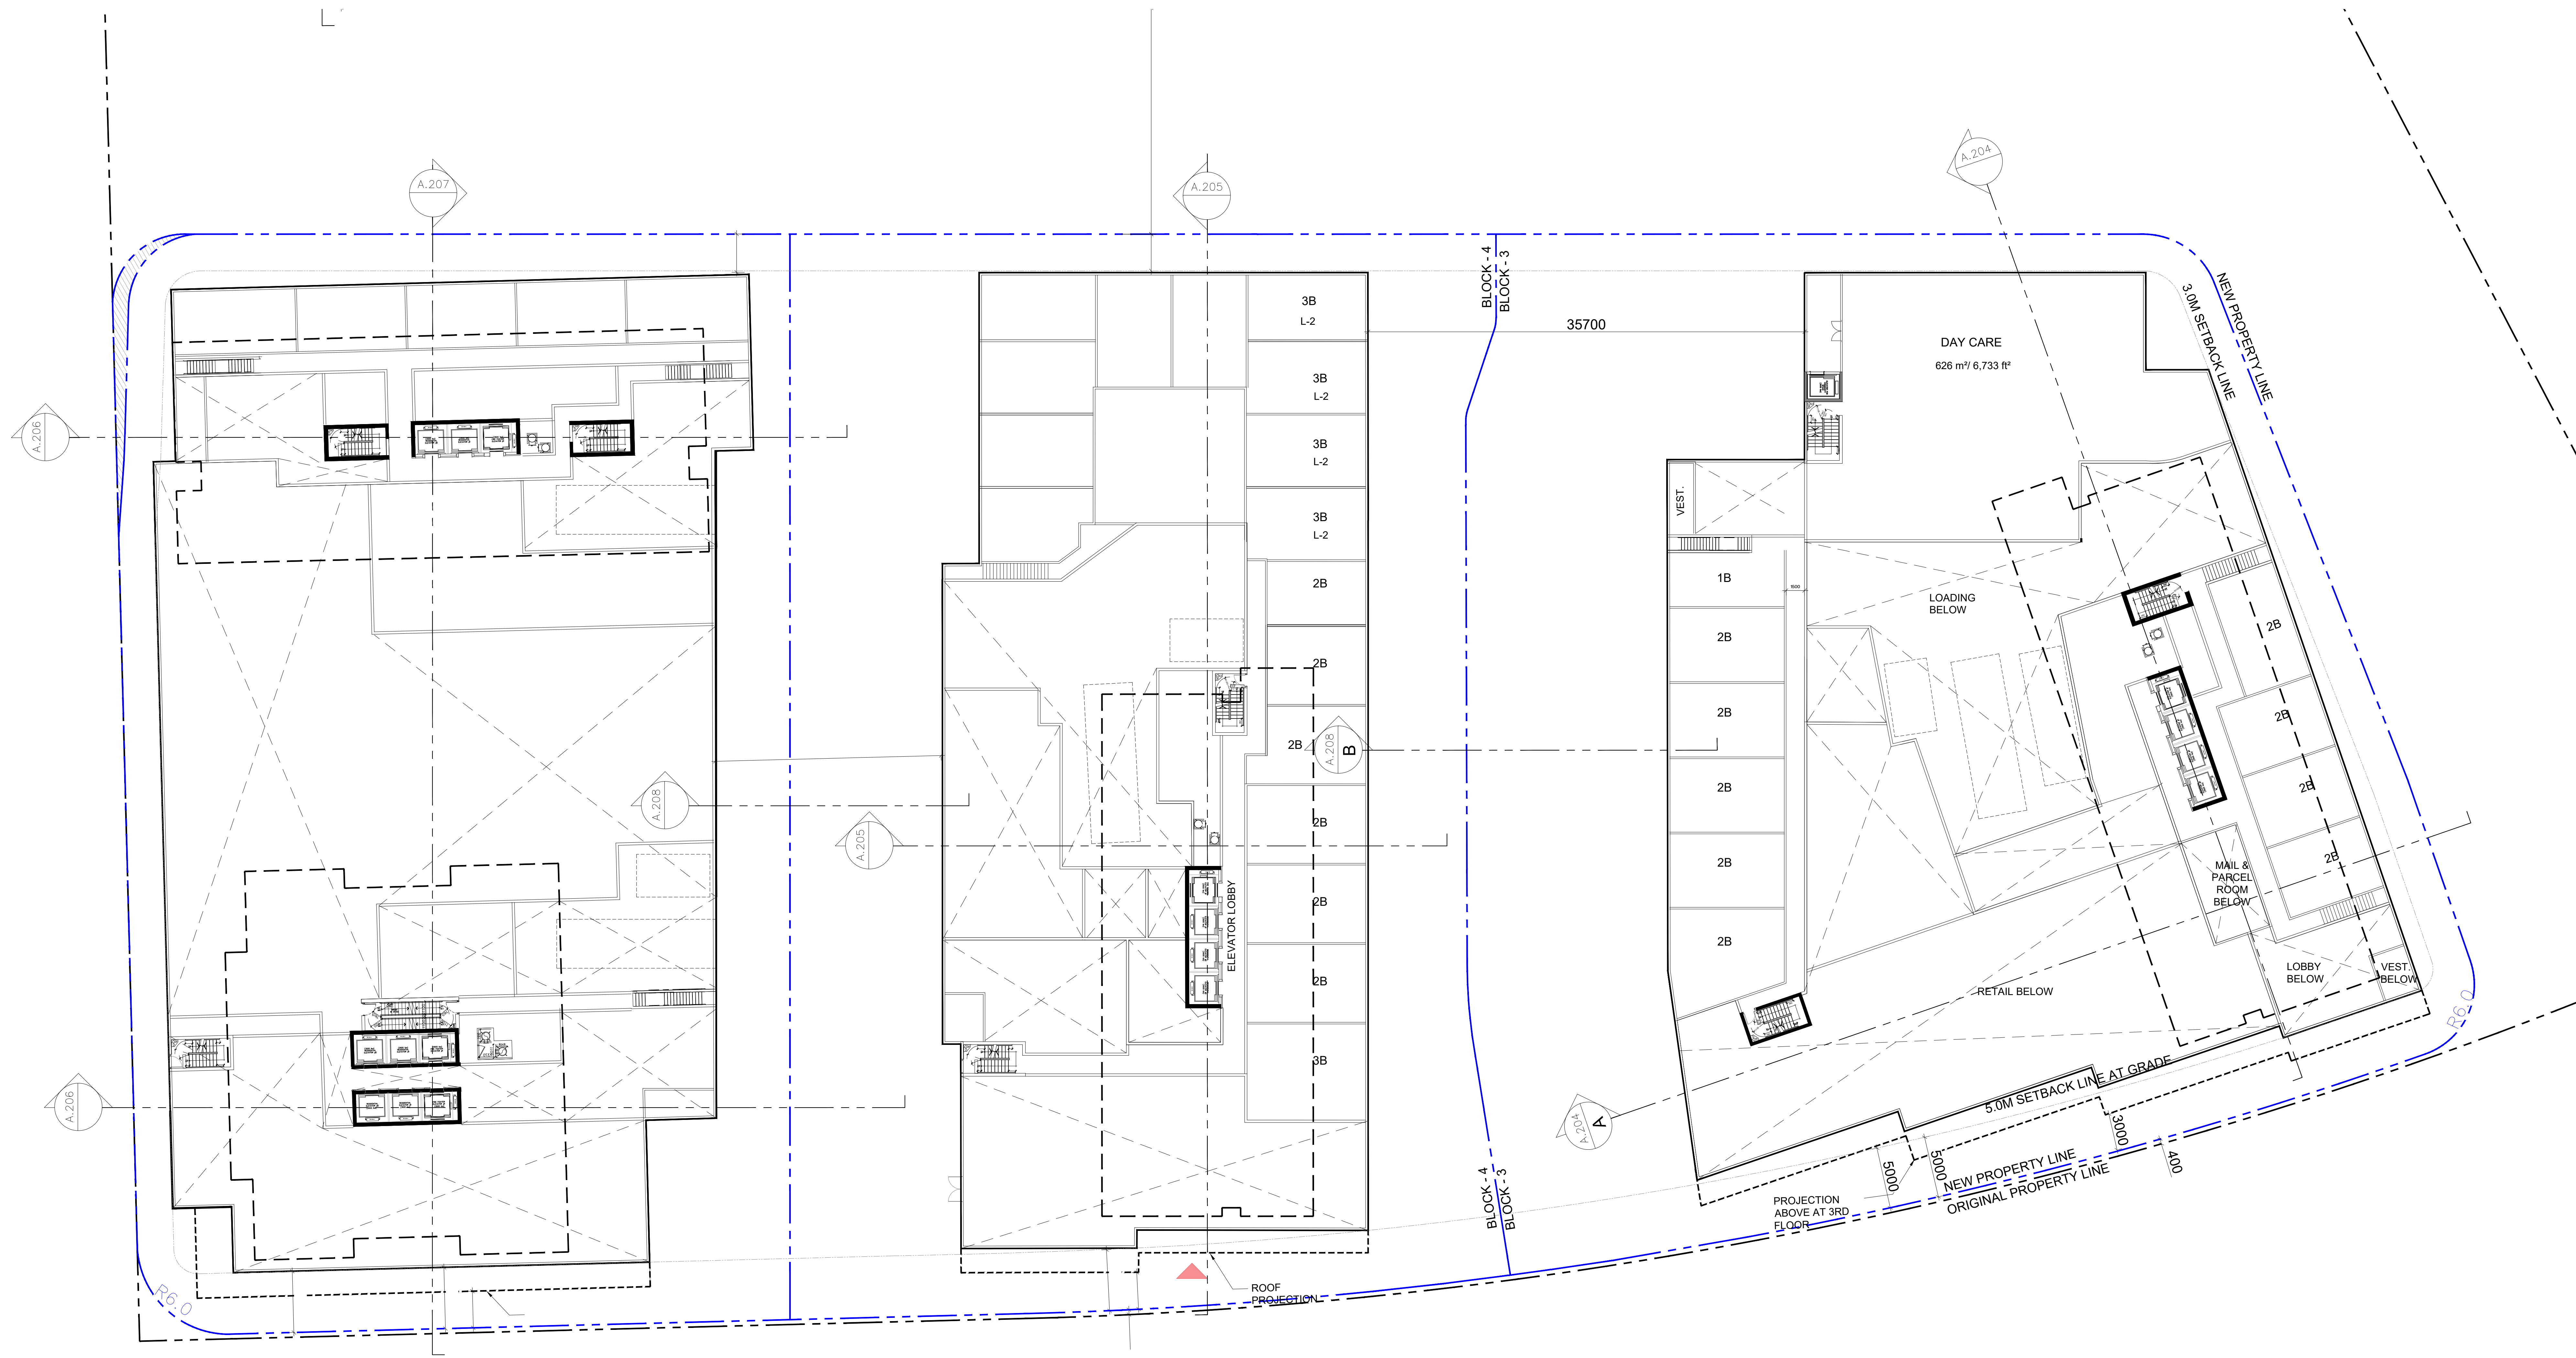 A.207
A.205
A.204
BLOCK - 4
BLOCK - 3
NEW PROPERTY LINE
3.0M SETBACK LINE
3B
L-2
35700
DAY CARE
626 m²/ 6,733 ft²
3B
L-2
A.206
3B
L-2
VEST.
3B
L-2
2B
1B
1000
LOADING
BELOW
2B
2B
2B
2B
2B
2B
2B
A.208
B
2B
A.208
2B
2B
A.205
2B
2B
2B
MAIL &
PARCEL
ROOM
BELOW
ELEVATOR LOBBY
2B
2B
2B
LOBBY
BELOW
VEST.
BELOW
RETAIL BELOW
R6.0
3B
A.206
A.204
A
5.0M SETBACK LINE AT GRADE
3000
400
5000
5000
NEW PROPERTY LINE
ORIGINAL PROPERTY LINE
BLOCK - 4
BLOCK - 3
PROJECTION
ABOVE AT 3RD
FLOOR
R6.0
ROOF
PROJECTION